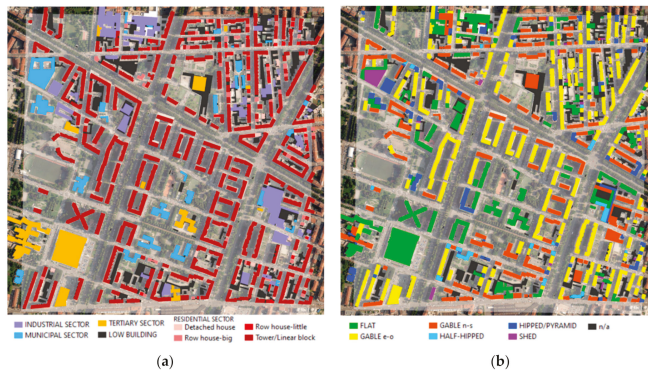 INDUSTRIAL SECTOR
MUNICIPAL SECTOR
TERTIARY SECTOR
LOW BUILDING
RESIDENTIAL SECTOR
Detached house
Row house-big
Row house-little
Tower/Linear block
FLAT
GABLE e-o
GABLE n-s
HALF-HIPPED
HIPPED/PYRAMID
SHED
n/a
(a)
(b)